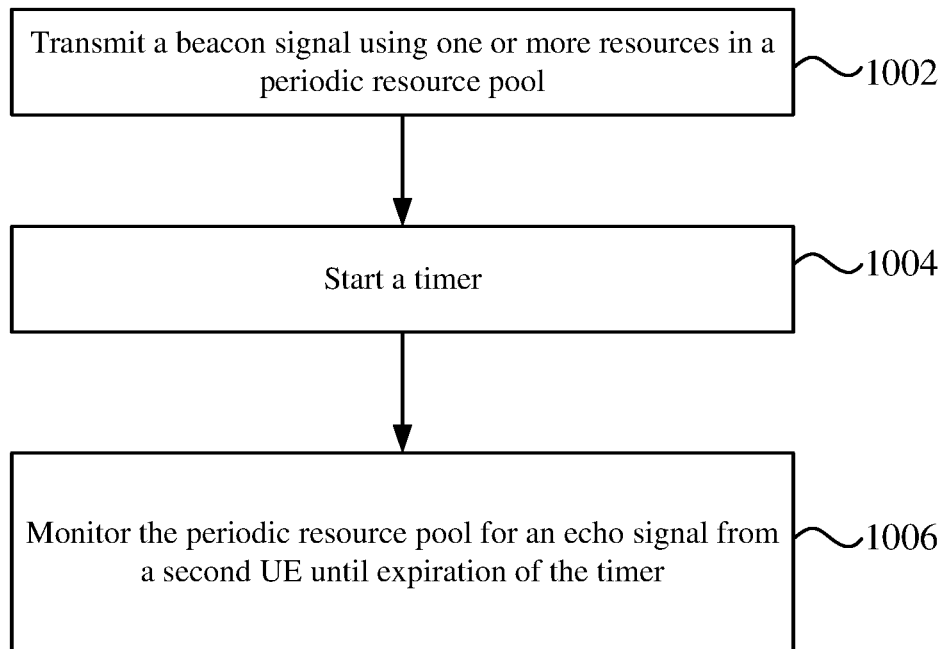 Transmit a beacon signal using one or more resources in a
periodic resource pool
1002
Start a timer
1004
Monitor the periodic resource pool for an echo signal from
a second UE until expiration of the timer
1006